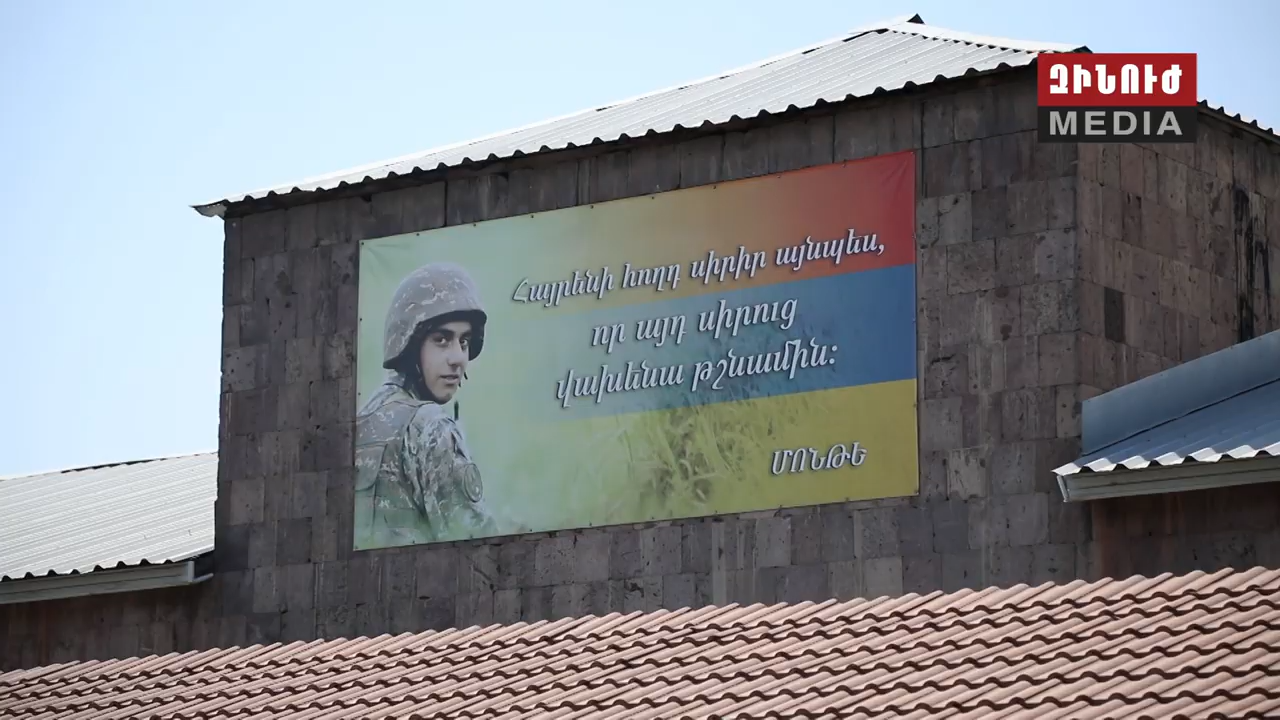 ԶԻՆՈՒԺ
MEDIA
Հայրենի հողդ սիրիր այնպես,
որ այդ սիրուց
վախենա թշնամին:
ՄՈՆԹԵ